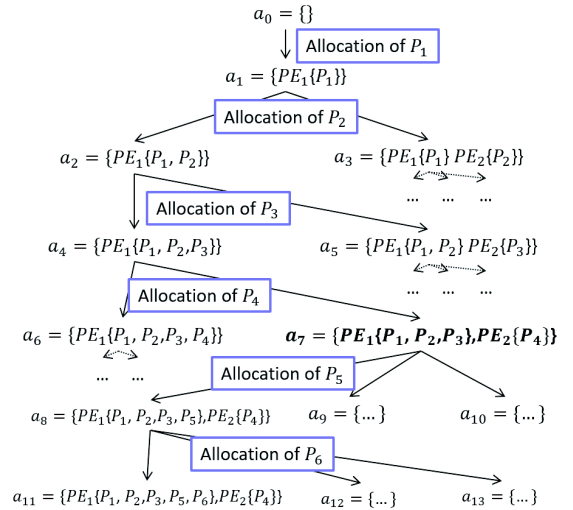 a₀ = {}
Allocation of P₁
a₁ = {PE₁{P₁}}
Allocation of P₂
a₂ = {PE₁{P₁, P₂}} a₃ = {PE₁{P₁} PE₂{P₂}}
... ... ...
Allocation of P₃
a₄ = {PE₁{P₁, P₂,P₃}} a₅ = {PE₁{P₁, P₂} PE₂{P₃}}
... ... ...
Allocation of P₄
a₆ = {PE₁{P₁, P₂,P₃, P₄}} a₇ = {PE₁{P₁, P₂,P₃},PE₂{P₄}}
... ...
Allocation of P₅
a₈ = {PE₁{P₁, P₂,P₃, P₅},PE₂{P₄}} a₉ = {...} a₁₀ = {...}
Allocation of P₆
a₁₁ = {PE₁{P₁, P₂,P₃, P₅,P₆},PE₂{P₄}} a₁₂ = {...} a₁₃ = {...}